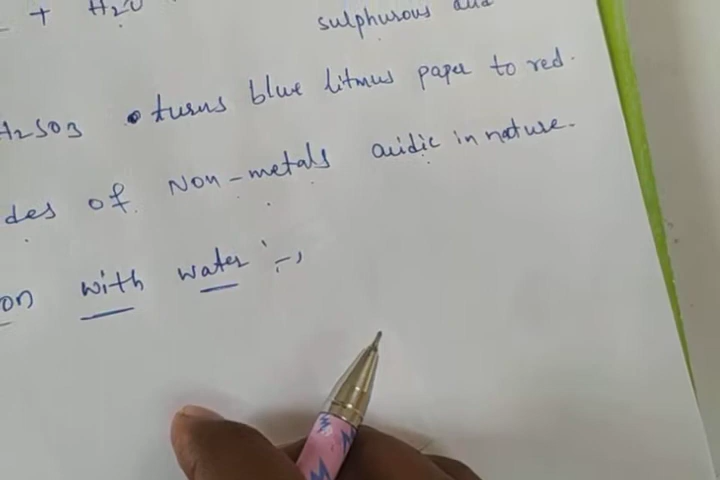 + H2O
sulphurous
H2SO3 turns blue litmus paper to red.
des of Non-metals acidic in nature.
on with water :-